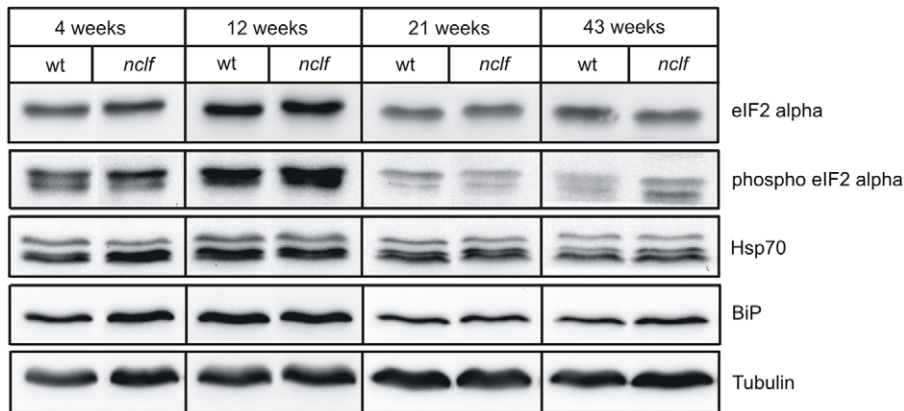 4 weeks 12 weeks 21 weeks 43 weeks
wt nclf wt nclf wt nclf wt nclf
eIF2 alpha
phospho eIF2 alpha
Hsp70
BiP
Tubulin